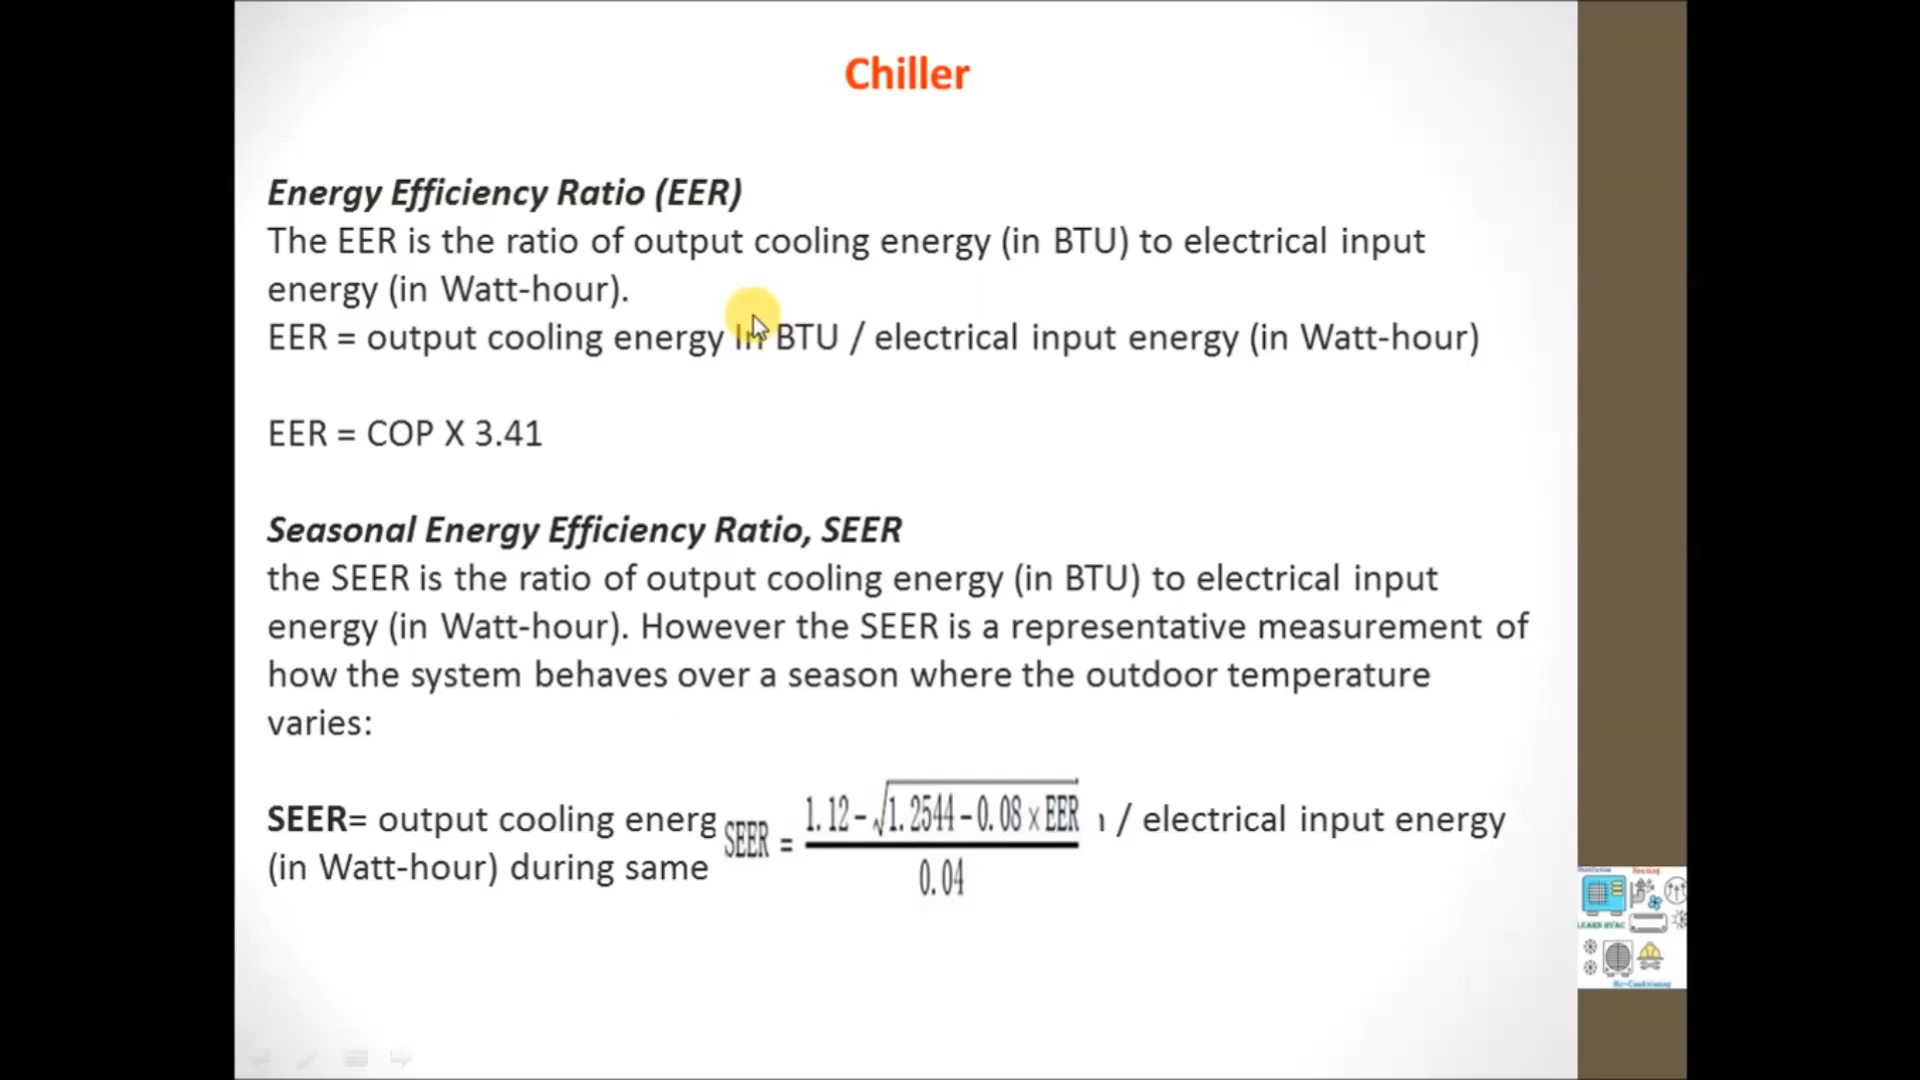 Chiller
Energy Efficiency Ratio (EER)
The EER is the ratio of output cooling energy (in BTU) to electrical input
energy (in Watt-hour).
EER = output cooling energy in BTU / electrical input energy (in Watt-hour)
EER = COP X 3.41
Seasonal Energy Efficiency Ratio, SEER
the SEER is the ratio of output cooling energy (in BTU) to electrical input
energy (in Watt-hour). However the SEER is a representative measurement of
how the system behaves over a season where the outdoor temperature
varies:
SEER= output cooling energ / electrical input energy
(in Watt-hour) during same
SEER = (1.12 - √(1.2544 - 0.08 × EER)) / 0.04
LEARN HVAC
Air-Conditioning